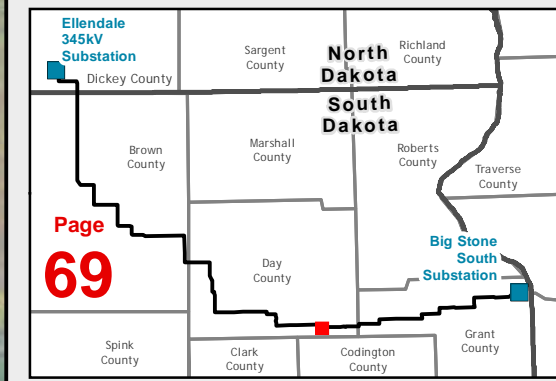 Ellendale
345kV
Substation
Dickey County
Sargent
County
Richland
County
North
Dakota
South
Dakota
Brown
County
Marshall
County
Roberts
County
Traverse
County
Page
69
Big Stone
South
Substation
Day
County
Grant
County
Spink
County
Clark
County
Codington
County